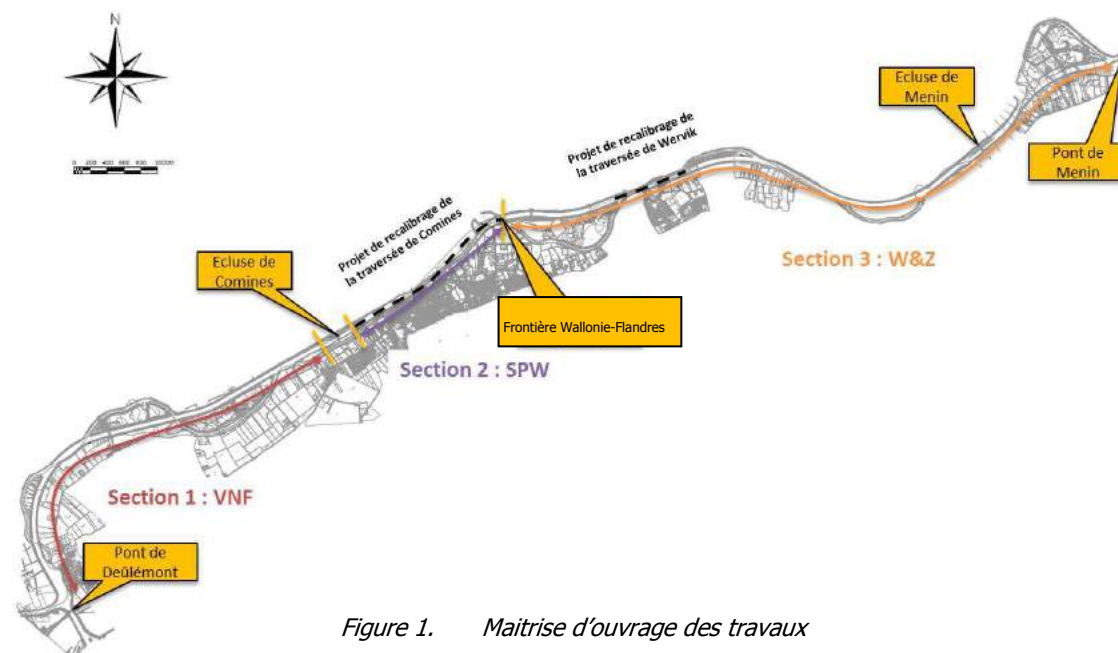 Ecluse de
Menin
Pont de
Menin
Projet de recalibrage de
la traversée de Wervik
Projet de recalibrage de
la traversée de Comines
Ecluse de
Comines
Section 3 : W&Z
Frontière Wallonie-Flandres
Section 2 : SPW
Section 1 : VNF
Pont de
Deûlémont
Figure 1. Maitrise d'ouvrage des travaux